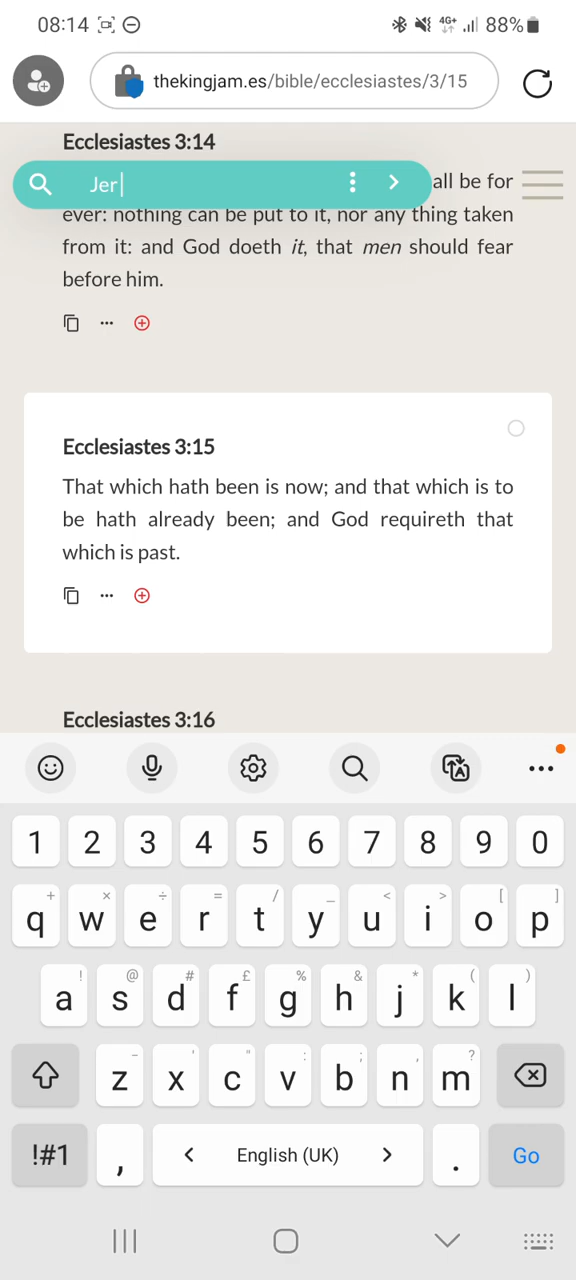 08:14 4G+ 88%
thekingjam.es/bible/ecclesiastes/3/15
Ecclesiastes 3:14
Jer all be for
ever: nothing can be put to it, nor any thing taken
from it: and God doeth it, that men should fear
before him.
Ecclesiastes 3:15
That which hath been is now; and that which is to
be hath already been; and God requireth that
which is past.
Ecclesiastes 3:16
1 2 3 4 5 6 7 8 9 0
+ × ÷ = / _ < > [ ]
q w e r t y u i o p
! @ # £ % & * ( )
a s d f g h j k l
- ' " : ; , ?
z x c v b n m
!#1 , < English (UK) > . Go